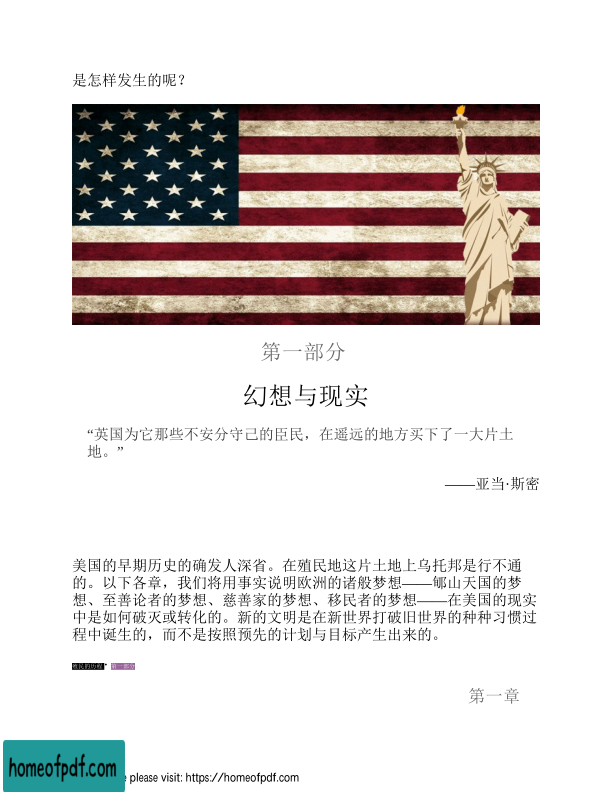 是怎样发生的呢？
第一部分
幻想与现实
“英国为它那些不安分守己的臣民，在遥远的地方买下了一大片土
地。”
——亚当·斯密
美国的早期历史的确发人深省。在殖民地这片土地上乌托邦是行不通
的。以下各章，我们将用事实说明欧洲的诸般梦想——郇山天国的梦
想、至善论者的梦想、慈善家的梦想、移民者的梦想——在美国的现实
中是如何破灭或转化的。新的文明是在新世界打破旧世界的种种习惯过
程中诞生的，而不是按照预先的计划与目标产生出来的。
殖民的历程 第一部分
第一章
homeofpdf.com
e please visit: https://homeofpdf.com